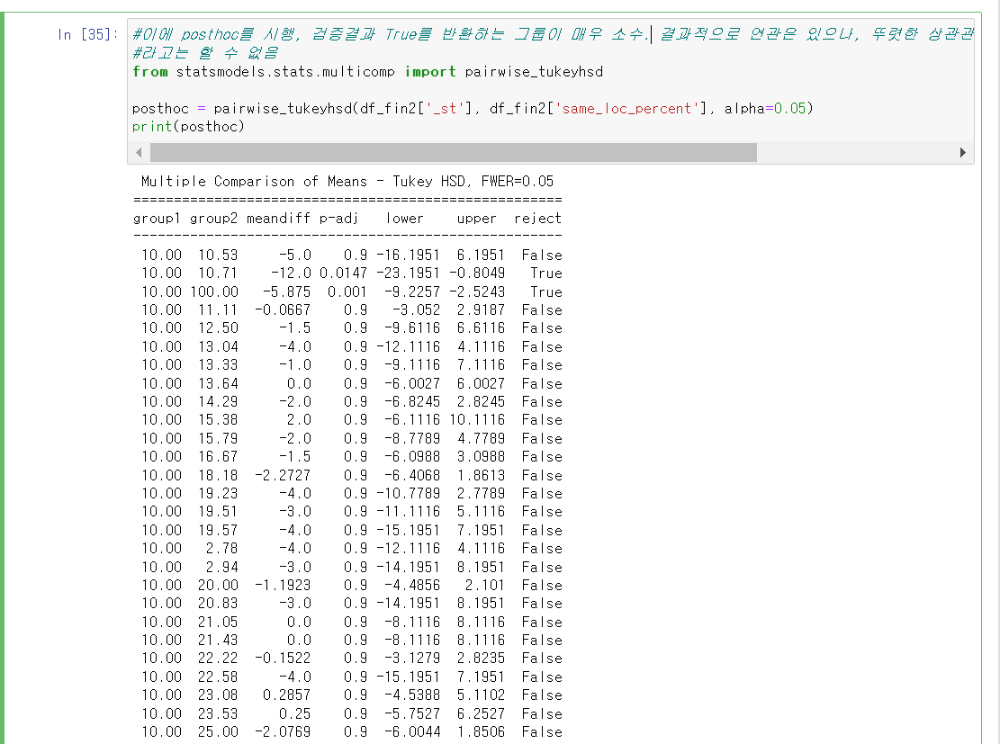 In [35]: #이에 posthoc를 시행, 검증결과 True를 반환하는 그룹이 매우 소수. 결과적으로 연관은 있으나, 뚜렷한 상관관
#라고는 할 수 없음
from statsmodels.stats.multicomp import pairwise_tukeyhsd
posthoc = pairwise_tukeyhsd(df_fin2['_st'], df_fin2['same_loc_percent'], alpha=0.05)
print(posthoc)
Multiple Comparison of Means - Tukey HSD, FWER=0.05
=====================================================
group1 group2 meandiff p-adj lower upper reject
-----------------------------------------------------
10.00 10.53 -5.0 0.9 -16.1951 6.1951 False
10.00 10.71 -12.0 0.0147 -23.1951 -0.8049 True
10.00 100.00 -5.875 0.001 -9.2257 -2.5243 True
10.00 11.11 -0.0667 0.9 -3.052 2.9187 False
10.00 12.50 -1.5 0.9 -9.6116 6.6116 False
10.00 13.04 -4.0 0.9 -12.1116 4.1116 False
10.00 13.33 -1.0 0.9 -9.1116 7.1116 False
10.00 13.64 0.0 0.9 -6.0027 6.0027 False
10.00 14.29 -2.0 0.9 -6.8245 2.8245 False
10.00 15.38 2.0 0.9 -6.1116 10.1116 False
10.00 15.79 -2.0 0.9 -8.7789 4.7789 False
10.00 16.67 -1.5 0.9 -6.0988 3.0988 False
10.00 18.18 -2.2727 0.9 -6.4068 1.8613 False
10.00 19.23 -4.0 0.9 -10.7789 2.7789 False
10.00 19.51 -3.0 0.9 -11.1116 5.1116 False
10.00 19.57 -4.0 0.9 -15.1951 7.1951 False
10.00 2.78 -4.0 0.9 -12.1116 4.1116 False
10.00 2.94 -3.0 0.9 -14.1951 8.1951 False
10.00 20.00 -1.1923 0.9 -4.4856 2.101 False
10.00 20.83 -3.0 0.9 -14.1951 8.1951 False
10.00 21.05 0.0 0.9 -8.1116 8.1116 False
10.00 21.43 0.0 0.9 -8.1116 8.1116 False
10.00 22.22 -0.1522 0.9 -3.1279 2.8235 False
10.00 22.58 -4.0 0.9 -15.1951 7.1951 False
10.00 23.08 0.2857 0.9 -4.5388 5.1102 False
10.00 23.53 0.25 0.9 -5.7527 6.2527 False
10.00 25.00 -2.0769 0.9 -6.0044 1.8506 False